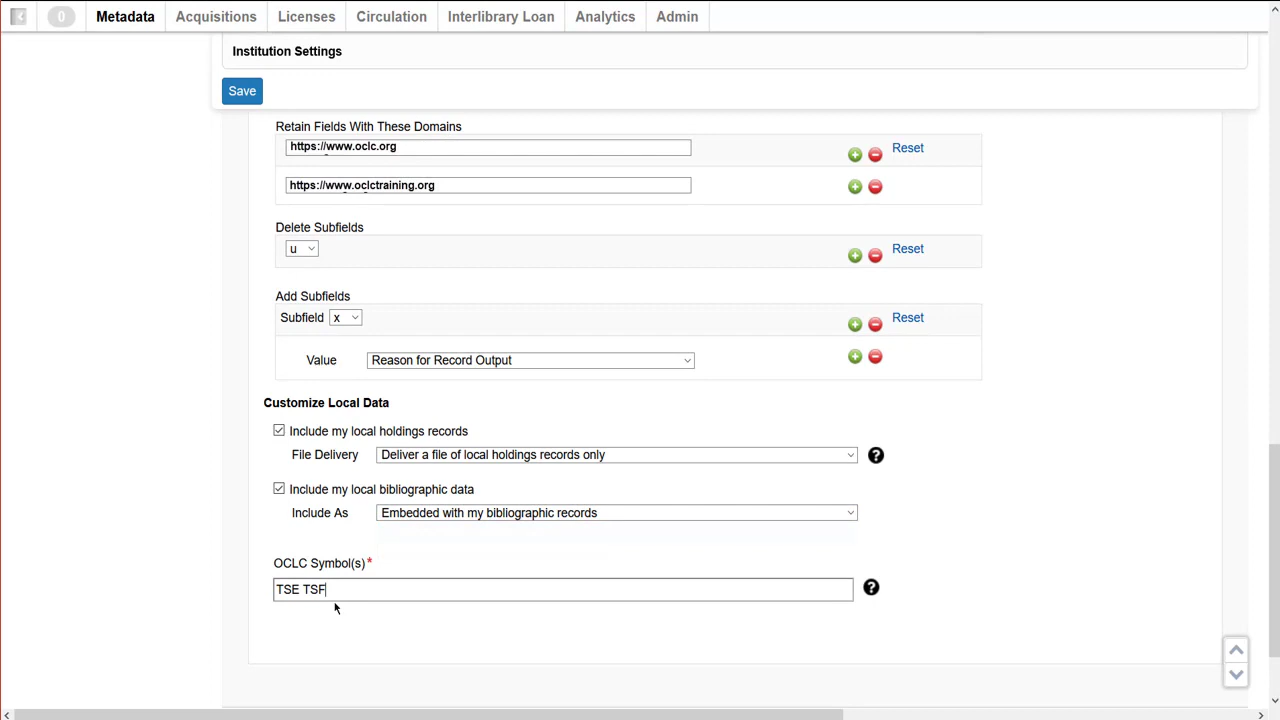 0 Metadata Acquisitions Licenses Circulation Interlibrary Loan Analytics Admin
Institution Settings
Save
Retain Fields With These Domains
https://www.oclc.org Reset
https://www.oclctraining.org
Delete Subfields
u Reset
Add Subfields
Subfield x Reset
Value Reason for Record Output
Customize Local Data
Include my local holdings records
File Delivery Deliver a file of local holdings records only ?
Include my local bibliographic data
Include As Embedded with my bibliographic records
OCLC Symbol(s)*
TSE TSF ?